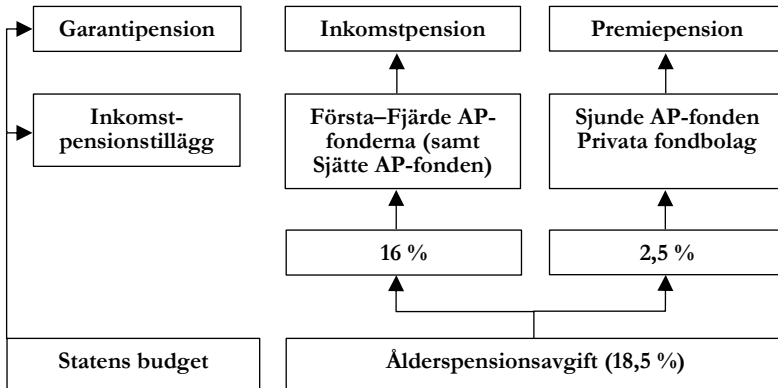 Garantipension
Inkomstpension
Premiepension
Inkomst-
pensionstillägg
Första–Fjärde AP-
fonderna (samt
Sjätte AP-fonden)
Sjunde AP-fonden
Privata fondbolag
16 %
2,5 %
Statens budget
Ålderspensionsavgift (18,5 %)